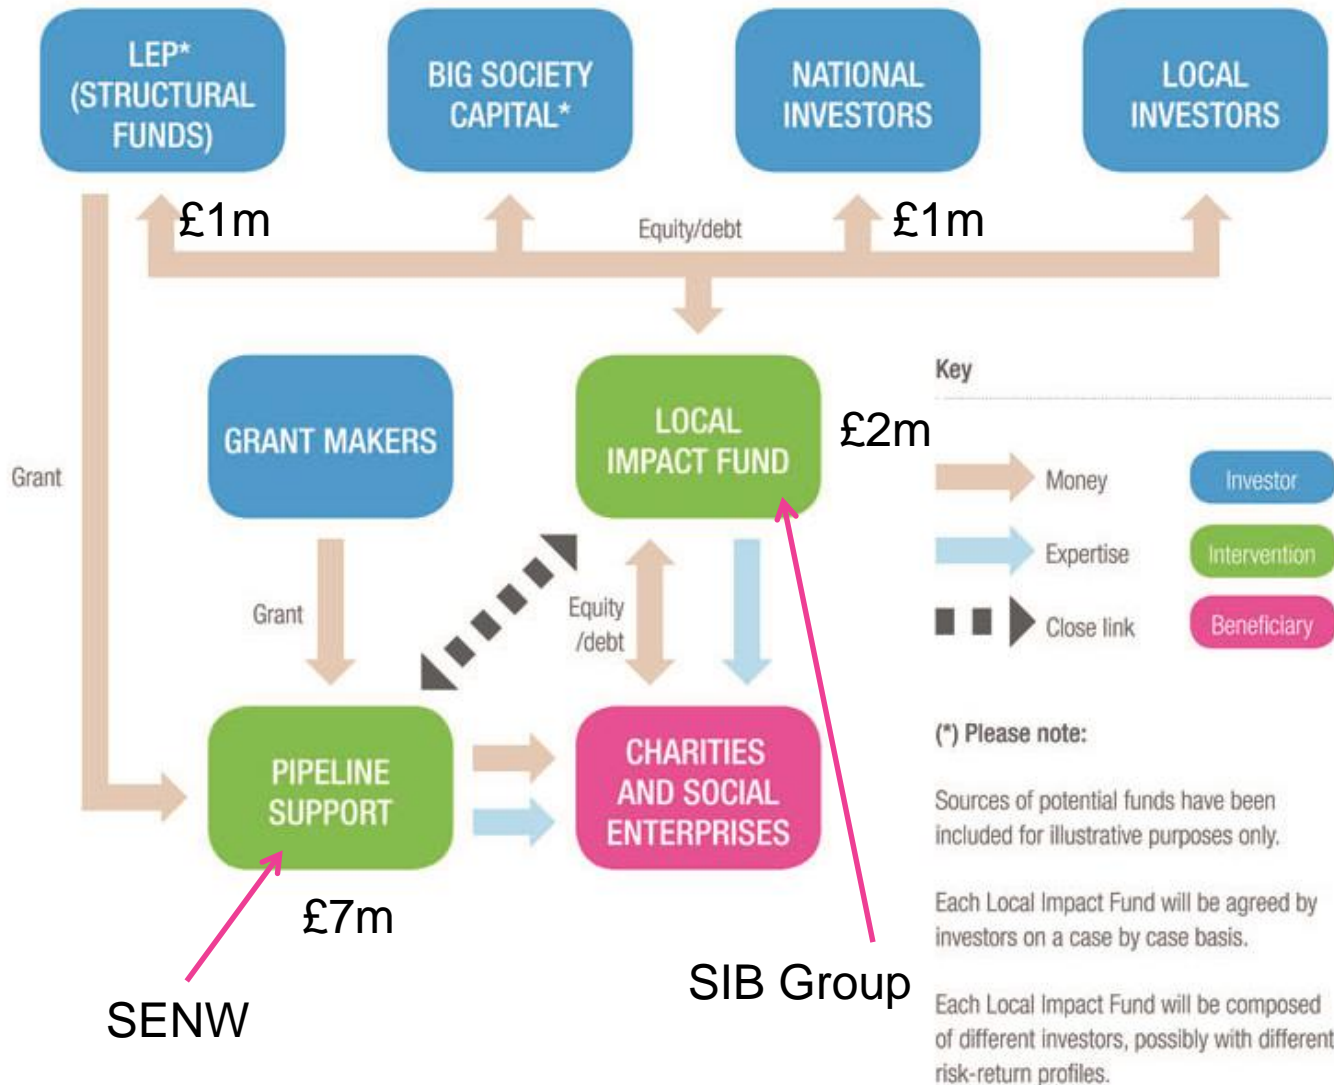 LEP*
(STRUCTURAL
FUNDS)
BIG SOCIETY
CAPITAL*
NATIONAL
INVESTORS
LOCAL
INVESTORS
£1m
Equity/debt
£1m
GRANT MAKERS
LOCAL
IMPACT FUND
£2m
Grant
Grant
Equity
/debt
PIPELINE
SUPPORT
CHARITIES
AND SOCIAL
ENTERPRISES
£7m
SENW
SIB Group
Key
Money
Investor
Expertise
Intervention
Close link
Beneficiary
(*) Please note:
Sources of potential funds have been
included for illustrative purposes only.
Each Local Impact Fund will be agreed by
investors on a case by case basis.
Each Local Impact Fund will be composed
of different investors, possibly with different
risk-return profiles.